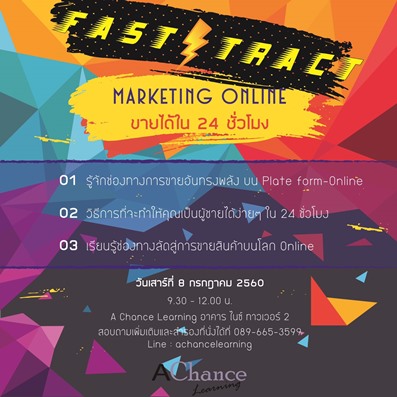 FAST TRACT
MARKETING ONLINE
ขายได้ใน 24 ชั่วโมง
01 รู้จักช่องทางการขายอันทรงพลัง บน Plate form-Online
02 วิธีการที่จะทำให้คุณเป็นผู้ขายได้ง่ายๆ ใน 24 ชั่วโมง
03 เรียนรู้ช่องทางลัดสู่การขายสินค้าบนโลก Online
วันเสาร์ที่ 8 กรกฎาคม 2560
9.30 - 12.00 น.
A Chance Learning อาคาร ไนซ์ ทาวเวอร์ 2
สอบถามเพิ่มเติมและสำรองที่นั่งได้ที่ 089-665-3599
Line : achancelearning
AChance
Learning